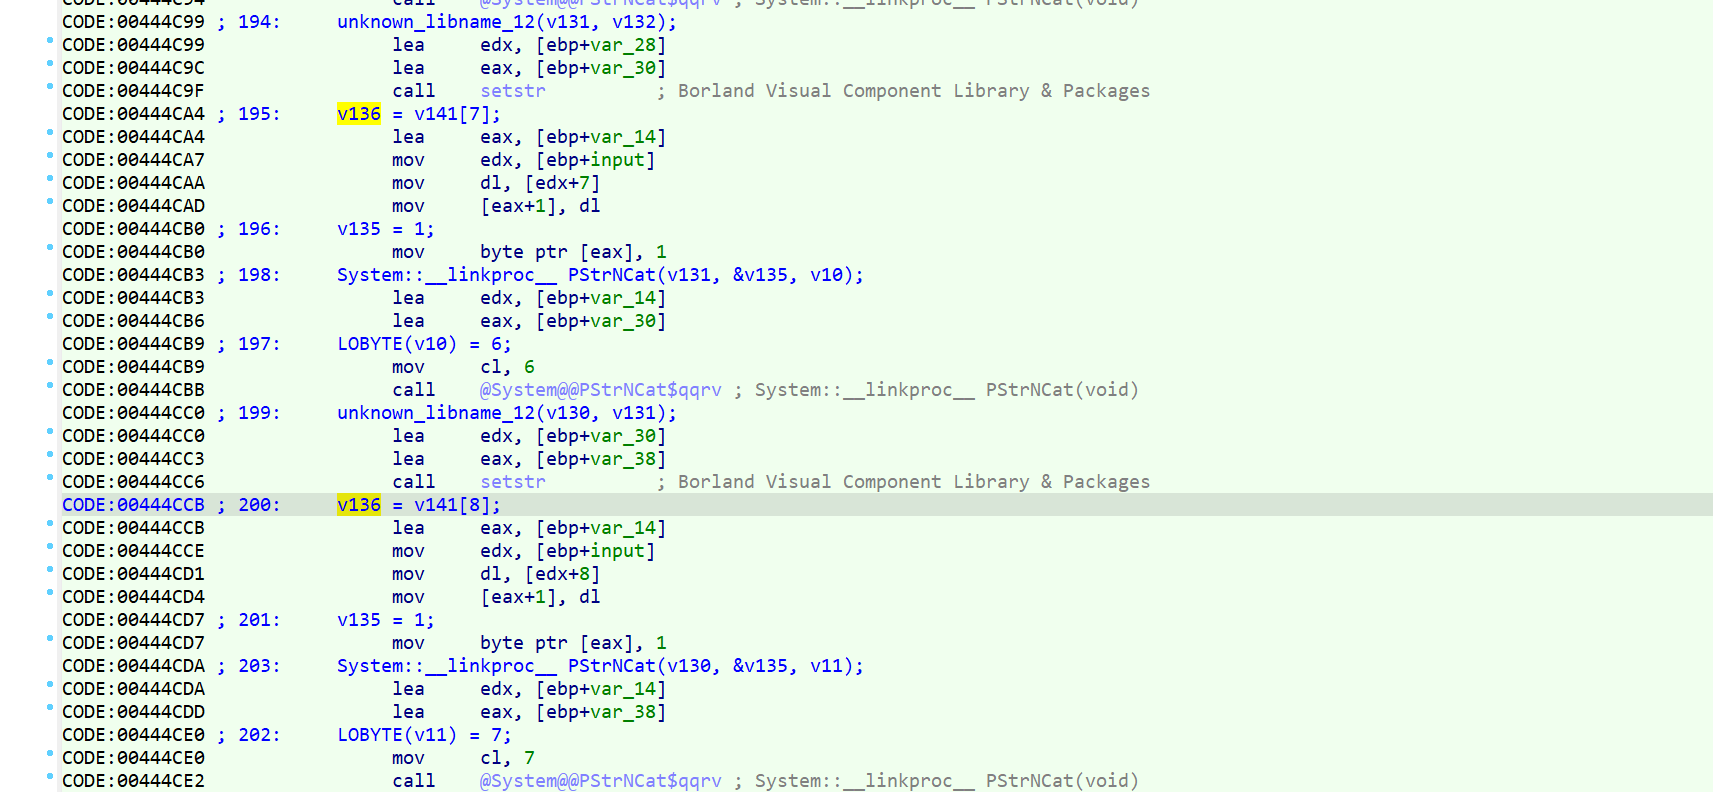 CODE:00444C94 call @System@@PStrNCat$qqrv ; System::__linkproc__ PStrNCat(void)
CODE:00444C99 ; 194: unknown_libname_12(v131, v132);
CODE:00444C99 lea edx, [ebp+var_28]
CODE:00444C9C lea eax, [ebp+var_30]
CODE:00444C9F call setstr ; Borland Visual Component Library & Packages
CODE:00444CA4 ; 195: v136 = v141[7];
CODE:00444CA4 lea eax, [ebp+var_14]
CODE:00444CA7 mov edx, [ebp+input]
CODE:00444CAA mov dl, [edx+7]
CODE:00444CAD mov [eax+1], dl
CODE:00444CB0 ; 196: v135 = 1;
CODE:00444CB0 mov byte ptr [eax], 1
CODE:00444CB3 ; 198: System::__linkproc__ PStrNCat(v131, &v135, v10);
CODE:00444CB3 lea edx, [ebp+var_14]
CODE:00444CB6 lea eax, [ebp+var_30]
CODE:00444CB9 ; 197: LOBYTE(v10) = 6;
CODE:00444CB9 mov cl, 6
CODE:00444CBB call @System@@PStrNCat$qqrv ; System::__linkproc__ PStrNCat(void)
CODE:00444CC0 ; 199: unknown_libname_12(v130, v131);
CODE:00444CC0 lea edx, [ebp+var_30]
CODE:00444CC3 lea eax, [ebp+var_38]
CODE:00444CC6 call setstr ; Borland Visual Component Library & Packages
CODE:00444CCB ; 200: v136 = v141[8];
CODE:00444CCB lea eax, [ebp+var_14]
CODE:00444CCE mov edx, [ebp+input]
CODE:00444CD1 mov dl, [edx+8]
CODE:00444CD4 mov [eax+1], dl
CODE:00444CD7 ; 201: v135 = 1;
CODE:00444CD7 mov byte ptr [eax], 1
CODE:00444CDA ; 203: System::__linkproc__ PStrNCat(v130, &v135, v11);
CODE:00444CDA lea edx, [ebp+var_14]
CODE:00444CDD lea eax, [ebp+var_38]
CODE:00444CE0 ; 202: LOBYTE(v11) = 7;
CODE:00444CE0 mov cl, 7
CODE:00444CE2 call @System@@PStrNCat$qqrv ; System::__linkproc__ PStrNCat(void)